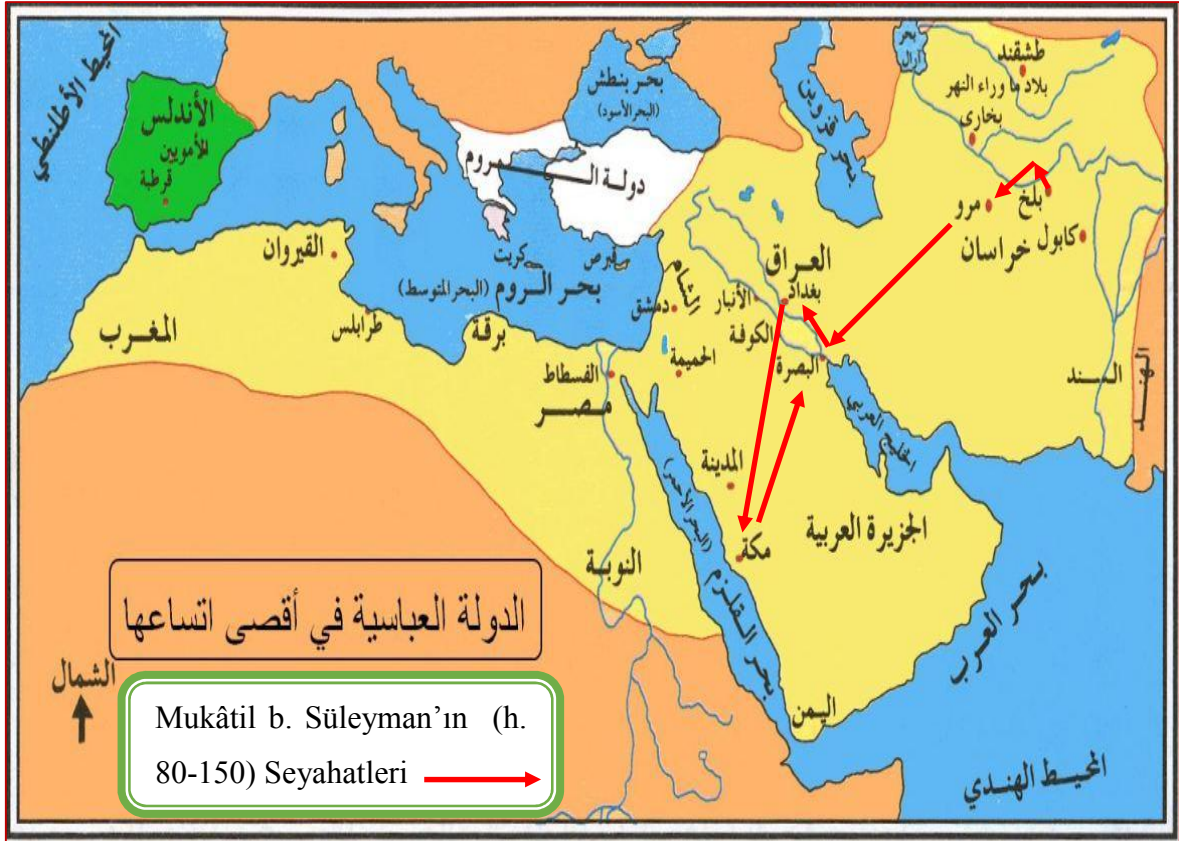 المحيط الأطلنطي
الأندلس
للأمويين
قرطبة
بحر بنطش
(البحر الأسود)
دولة الروم
بحر قزوين
بحر
آرال
طشقند
بلاد ما وراء النهر
بخارى
مرو
بلخ
كابول
خراسان
العراق
بغداد
الأنبار
الكوفة
البصرة
الشام
دمشق
الحميمة
قبرص
كريت
بحر الروم (البحر المتوسط)
القيروان
طرابلس
المغرب
برقة
الفسطاط
مصر
النوبة
المدينة
مكة
الجزيرة العربية
الخليج العربي
السند
الهند
بحر القلزم
(البحر الأحمر)
اليمن
بحر العرب
المحيط الهندي
الدولة العباسية في أقصى اتساعها
الشمال
Mukâtil b. Süleyman’ın (h.
80-150) Seyahatleri